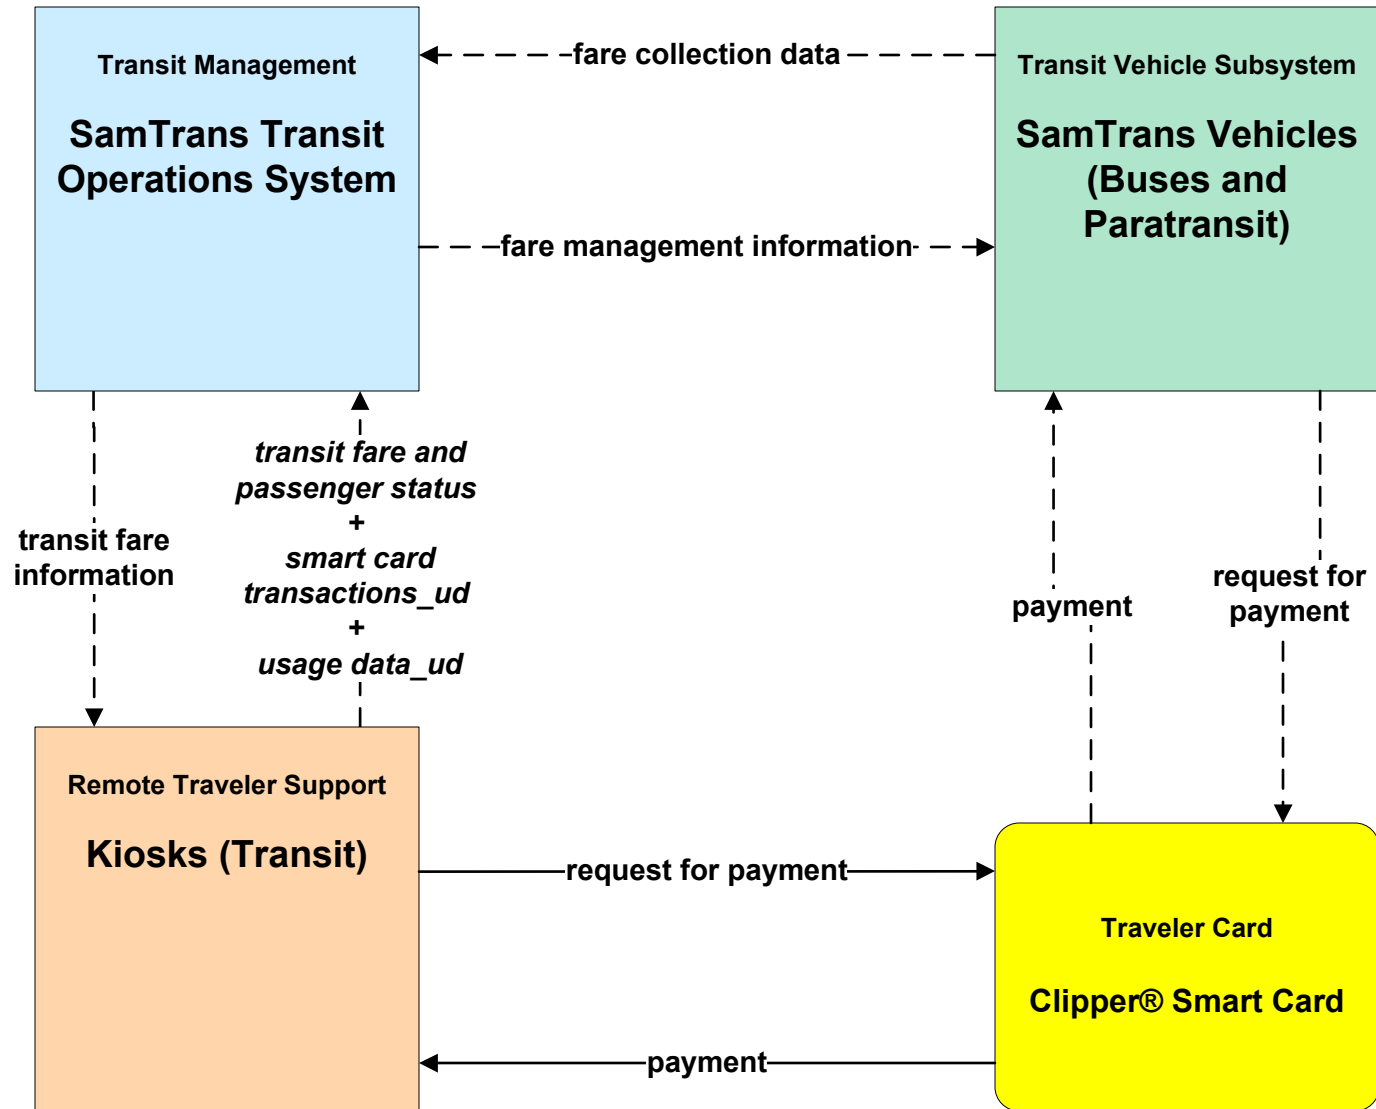 Transit Management
SamTrans Transit
Operations System
fare collection data
Transit Vehicle Subsystem
SamTrans Vehicles
(Buses and
Paratransit)
fare management information
transit fare
information
transit fare and
passenger status
+
smart card
transactions_ud
+
usage data_ud
payment
request for
payment
Remote Traveler Support
Kiosks (Transit)
request for payment
Traveler Card
Clipper® Smart Card
payment